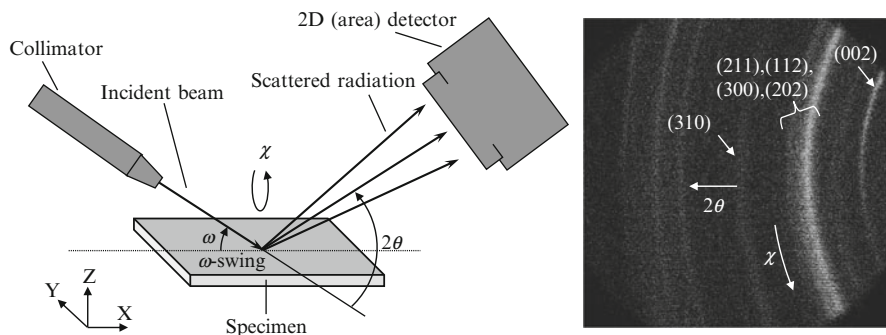 Collimator
Incident beam
2D (area) detector
Scattered radiation
χ
ω
ω-swing
2θ
Z
Y
X
Specimen
(211),(112),
(300),(202)
(002)
(310)
2θ
χ